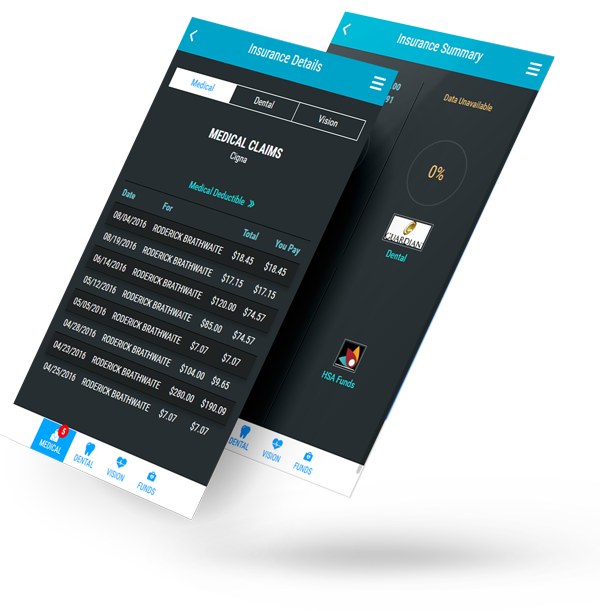 Insurance Details
Medical
Dental
Vision
MEDICAL CLAIMS
Cigna
Medical Deductible »
Date For Total You Pay
08/04/2016 RODERICK BRATHWAITE $18.45 $18.45
08/19/2016 RODERICK BRATHWAITE $17.15 $17.15
06/14/2016 RODERICK BRATHWAITE $120.00 $74.57
05/12/2016 RODERICK BRATHWAITE $85.00 $74.57
05/05/2016 RODERICK BRATHWAITE $7.07 $7.07
04/28/2016 RODERICK BRATHWAITE $104.00 $9.65
04/23/2016 RODERICK BRATHWAITE $280.00 $190.09
04/25/2016 RODERICK BRATHWAITE $7.07 $7.07
5
MEDICAL
DENTAL
VISION
FUNDS
Insurance Summary
00
91
Data Unavailable
0%
GUARDIAN
Dental
HSA Funds
DENTAL
VISION
FUNDS